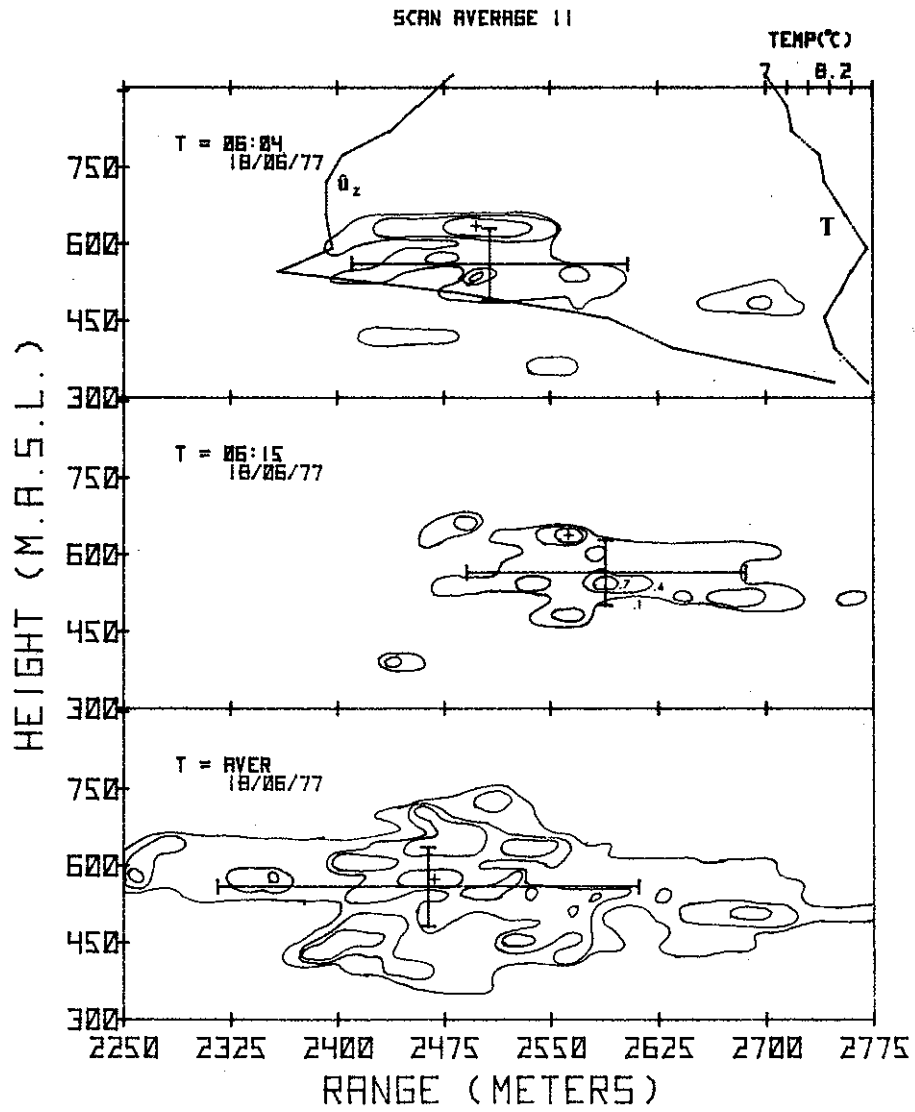 SCAN AVERAGE 11
TEMP(°C)
7 8.2
T = 06:04
18/06/77
750
600
450
300
û_z
T
T = 06:15
18/06/77
750
600
450
300
.7 .4
.1
T = AVER
18/06/77
750
600
450
300
HEIGHT (M.A.S.L.)
2250 2325 2400 2475 2550 2625 2700 2775
RANGE (METERS)